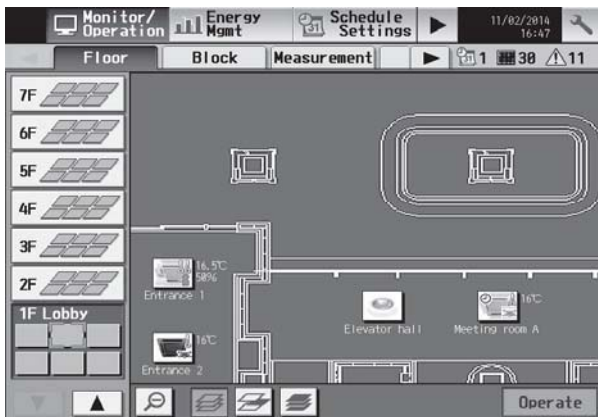 Monitor/
Operation
Energy
Mgmt
31
Schedule
Settings
11/02/2014
16:47
Floor
Block
Measurement
31 1
30
11
7F
6F
5F
4F
3F
2F
1F Lobby
16.5℃
50%
Entrance 1
16℃
Entrance 2
Elevator hall
16℃
Meeting room A
Operate